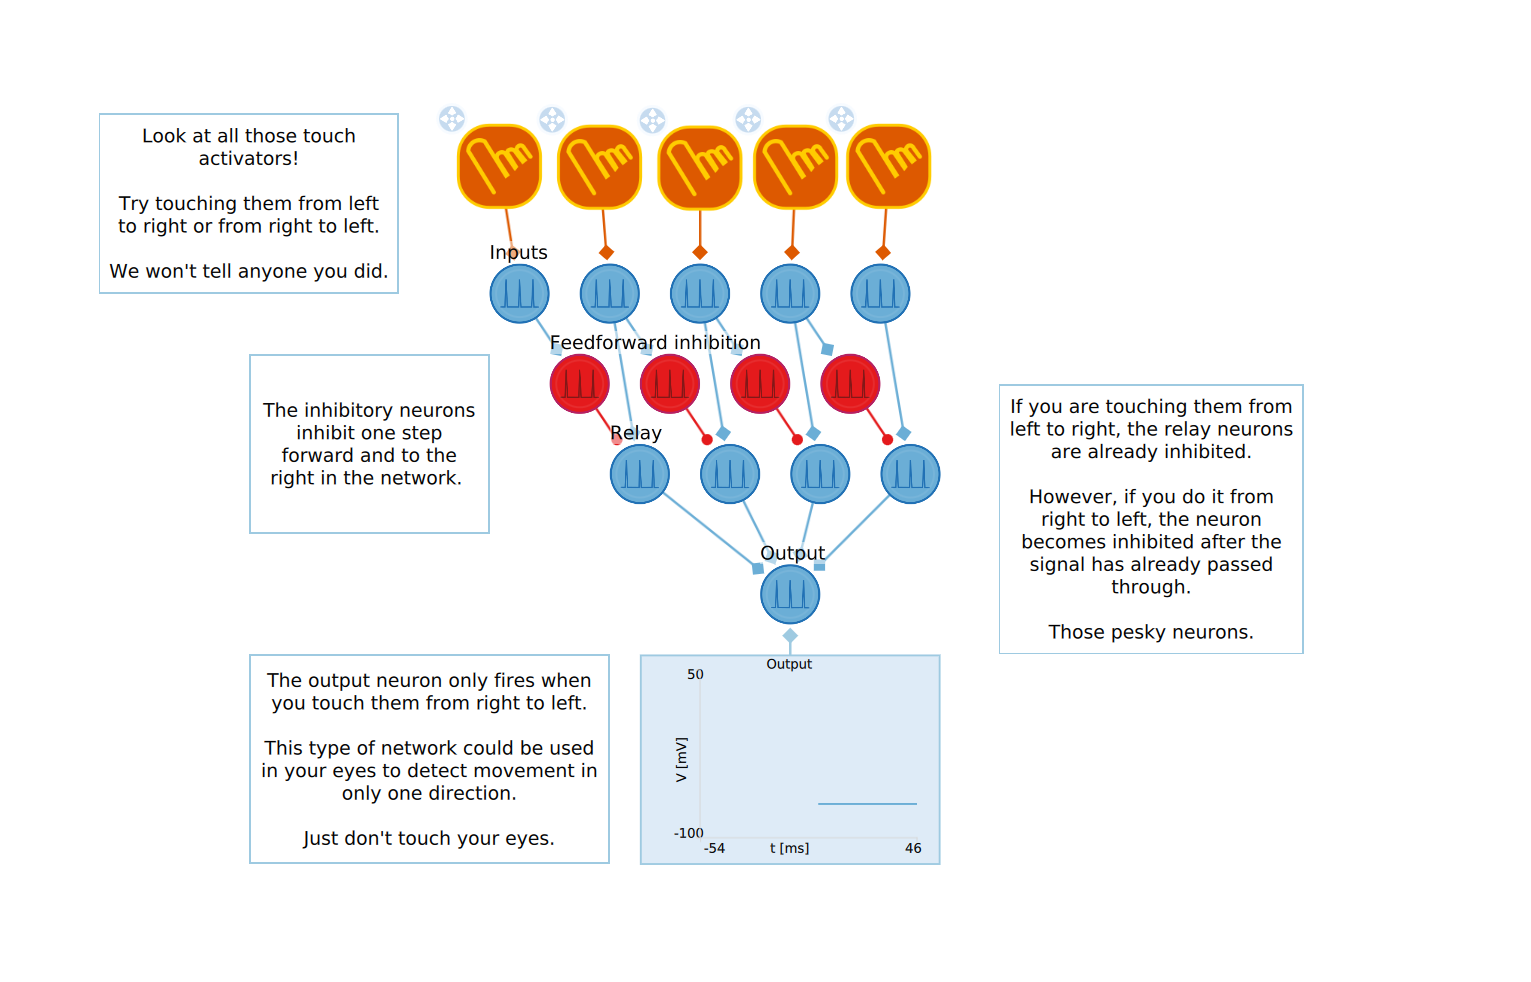 Look at all those touch
activators!
Try touching them from left
to right or from right to left.
We won't tell anyone you did.
Inputs
Feedforward inhibition
The inhibitory neurons
inhibit one step
forward and to the
right in the network.
Relay
If you are touching them from
left to right, the relay neurons
are already inhibited.
However, if you do it from
right to left, the neuron
becomes inhibited after the
signal has already passed
through.
Those pesky neurons.
Output
The output neuron only fires when
you touch them from right to left.
This type of network could be used
in your eyes to detect movement in
only one direction.
Just don't touch your eyes.
Output
50
V [mV]
-100
-54
t [ms]
46